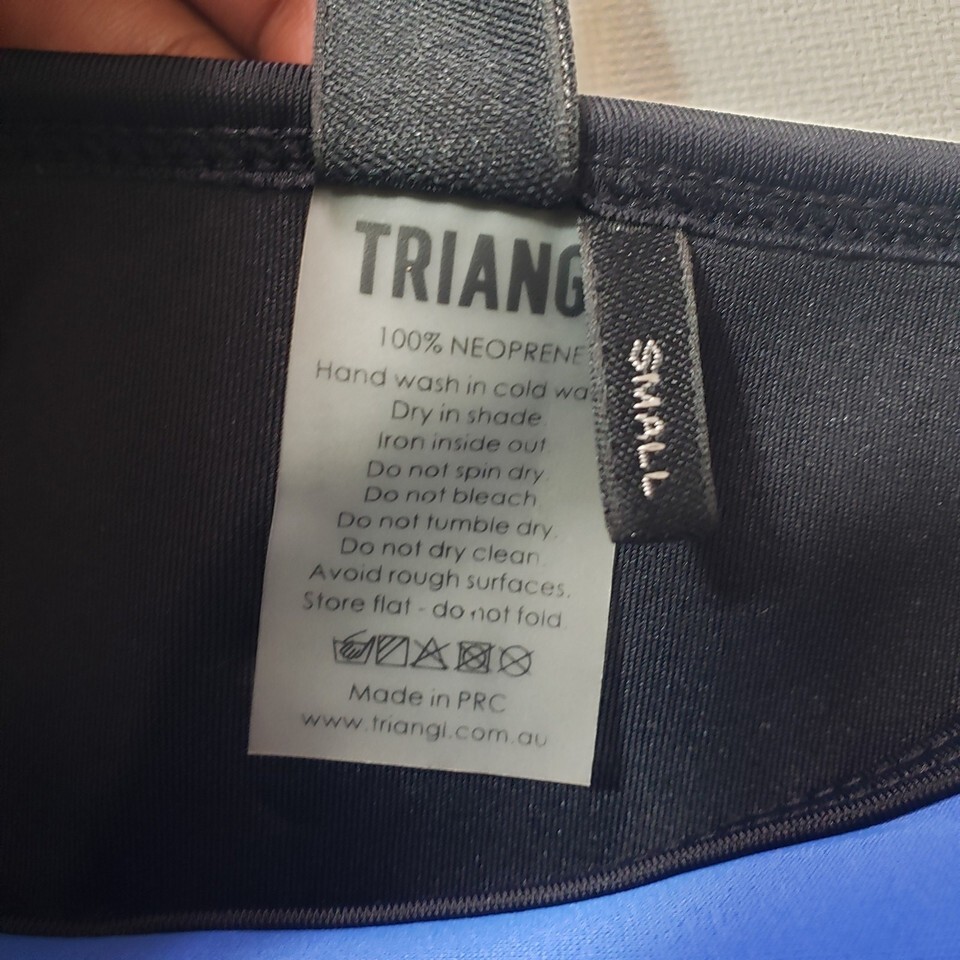 TRIANG
100% NEOPRENE
Hand wash in cold wa
Dry in shade.
Iron inside out.
Do not spin dry.
Do not bleach
Do not tumble dry.
Do not dry clean.
Avoid rough surfaces.
Store flat - do not fold.
Made in PRC
www.triangl.com.au
SMALL